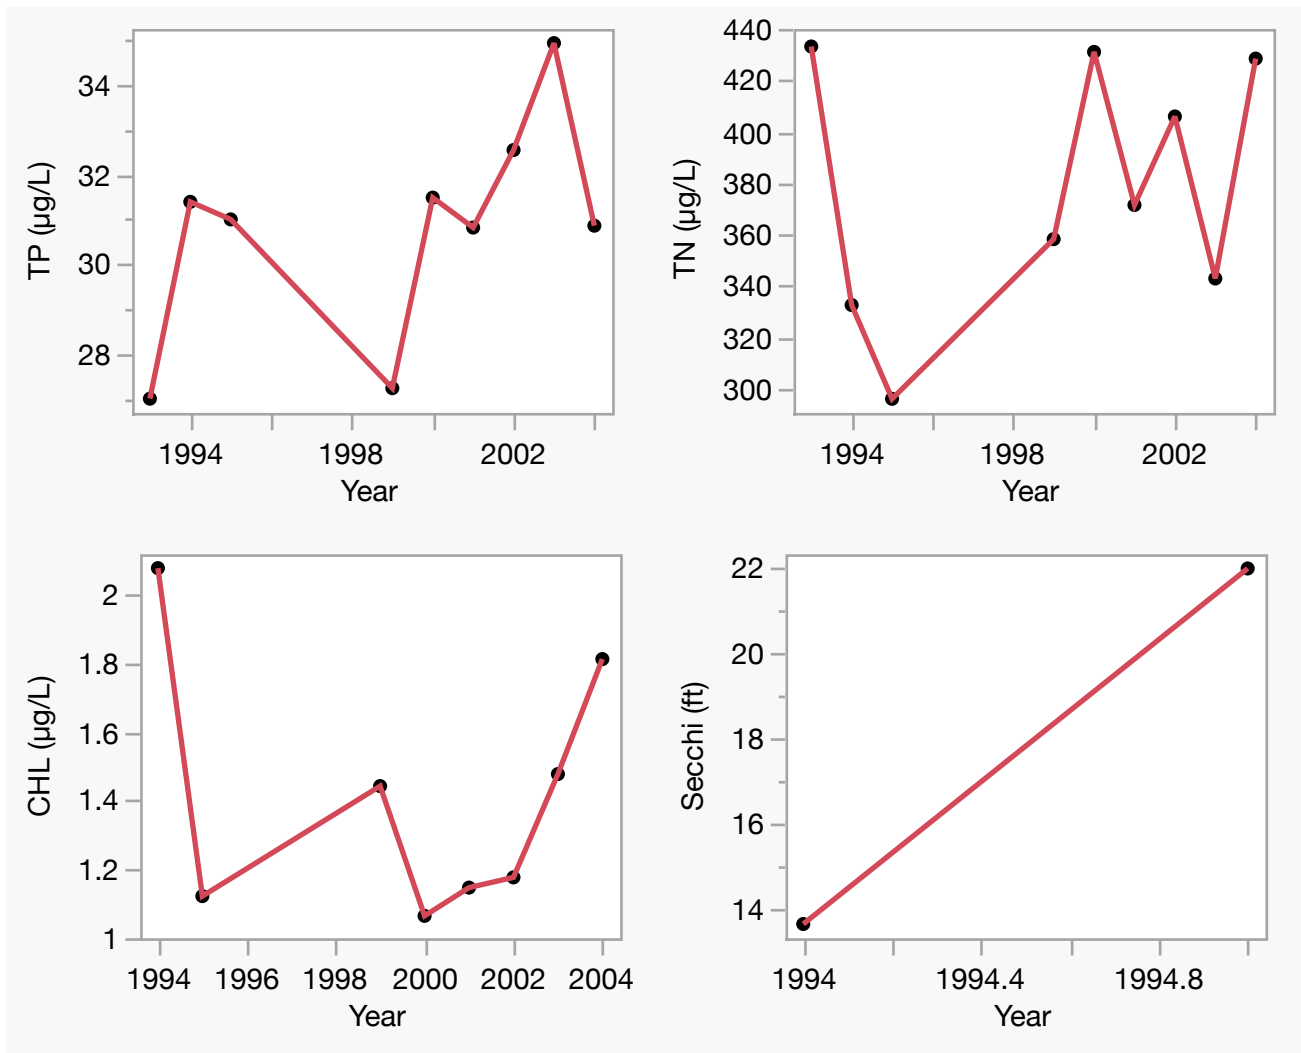 TP (µg/L)
34
32
30
28
1994 1998 2002
Year
TN (µg/L)
440
420
400
380
360
340
320
300
1994 1998 2002
Year
CHL (µg/L)
2
1.8
1.6
1.4
1.2
1
1994 1996 1998 2000 2002 2004
Year
Secchi (ft)
22
20
18
16
14
1994 1994.4 1994.8
Year